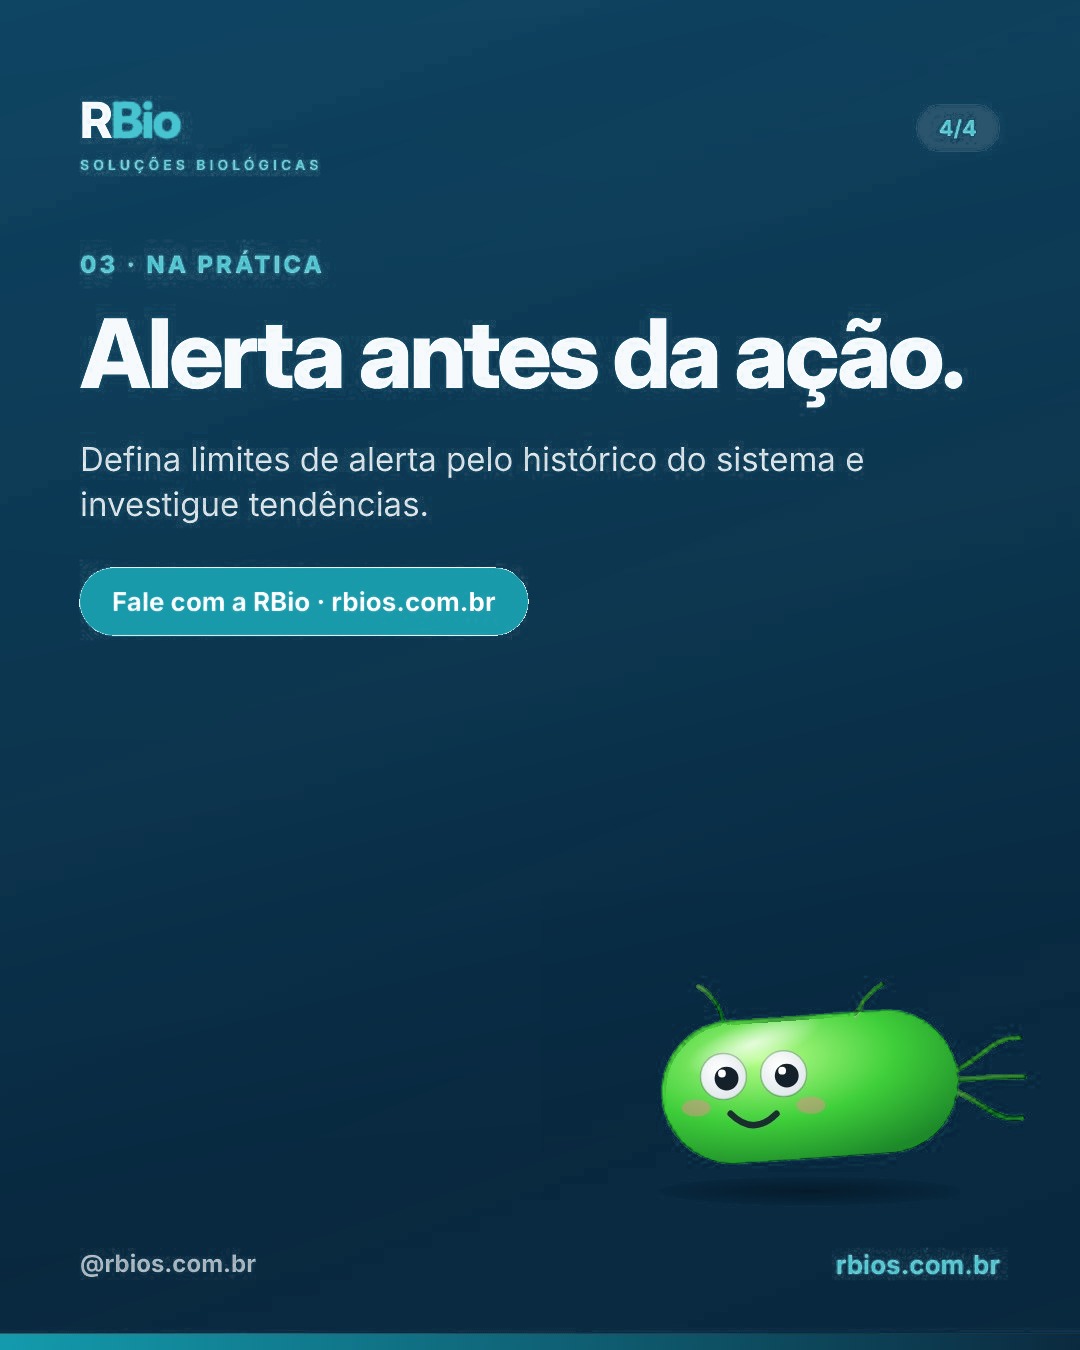 RBio
4/4
SOLUÇÕES BIOLÓGICAS
03 · NA PRÁTICA
Alerta antes da ação.
Defina limites de alerta pelo histórico do sistema e
investigue tendências.
Fale com a RBio · rbios.com.br
@rbios.com.br
rbios.com.br